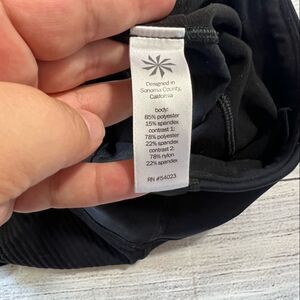 Designed in
Sonoma County,
California
body:
85% polyester
15% spandex
contrast 1:
78% polyester
22% spandex
contrast 2:
78% nylon
22% spandex
RN #54023